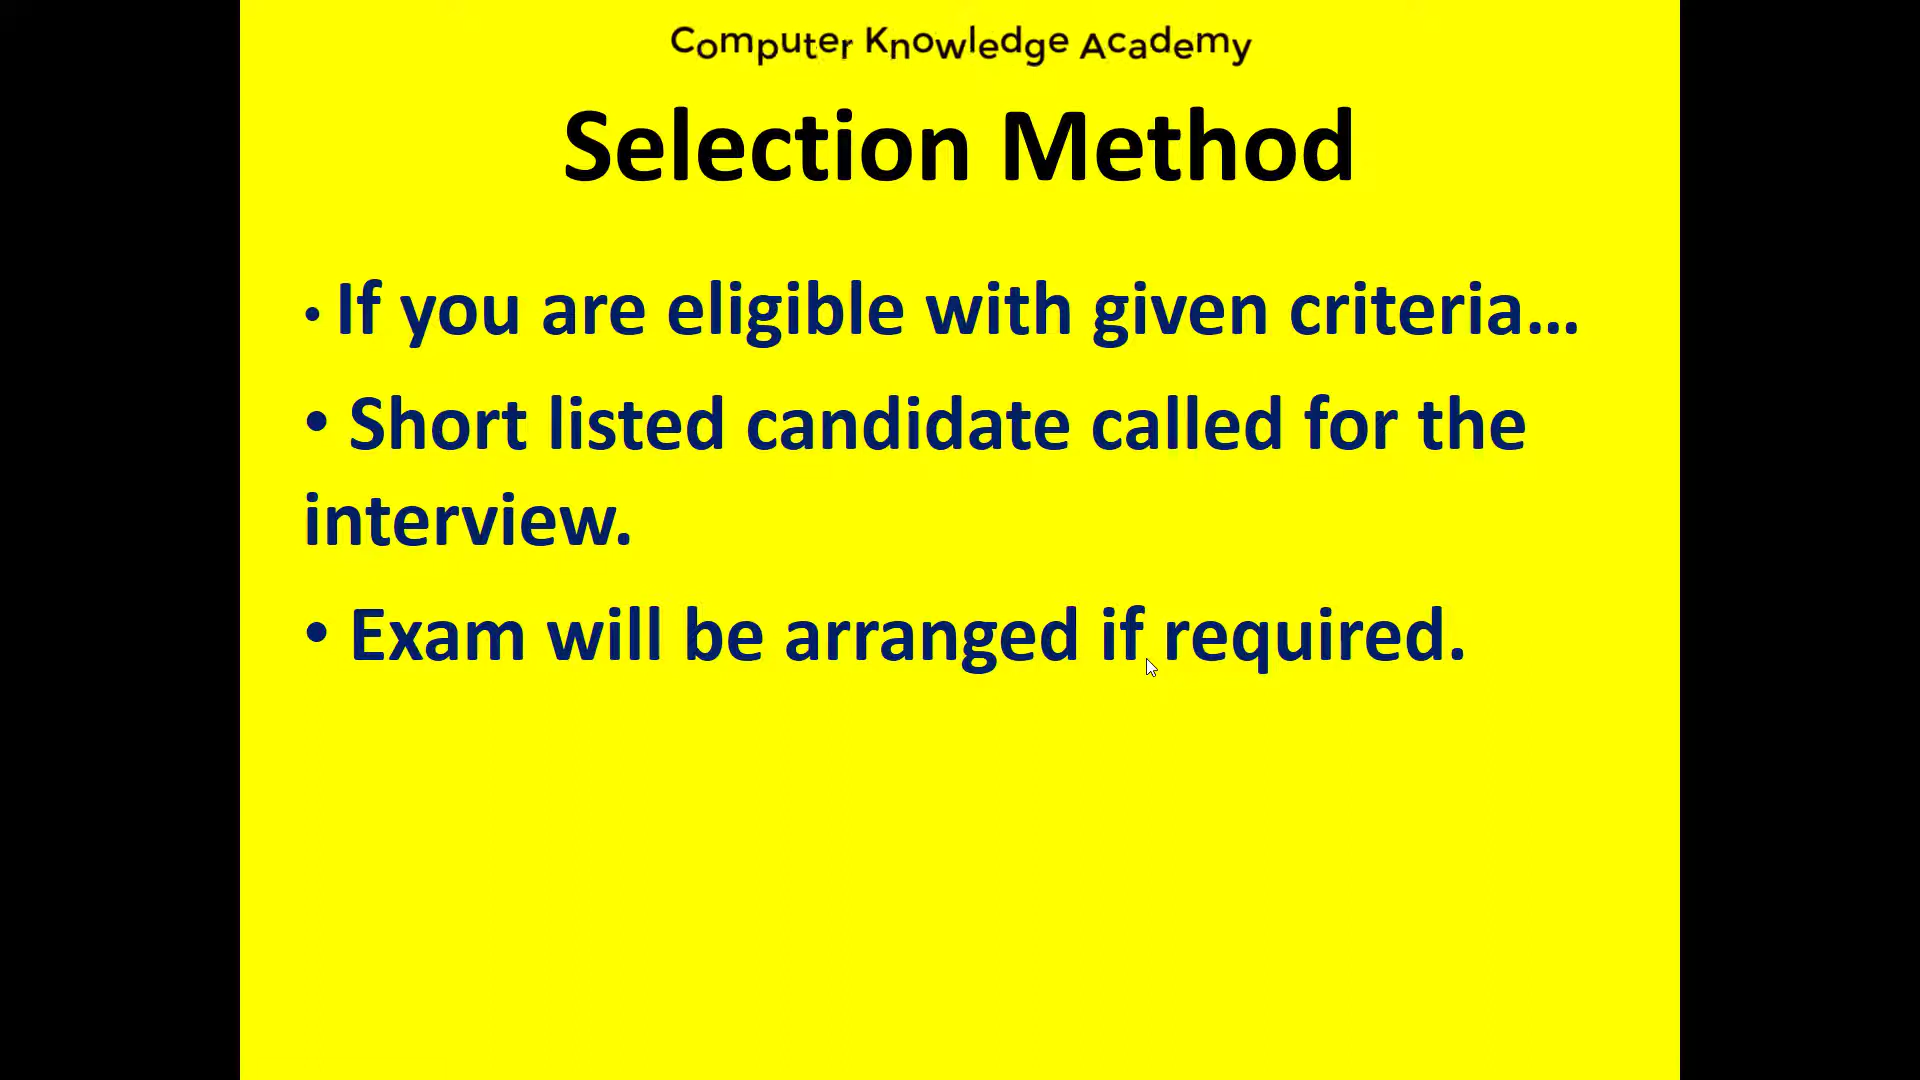 Computer Knowledge Academy
Selection Method
• If you are eligible with given criteria...
• Short listed candidate called for the
interview.
• Exam will be arranged if required.